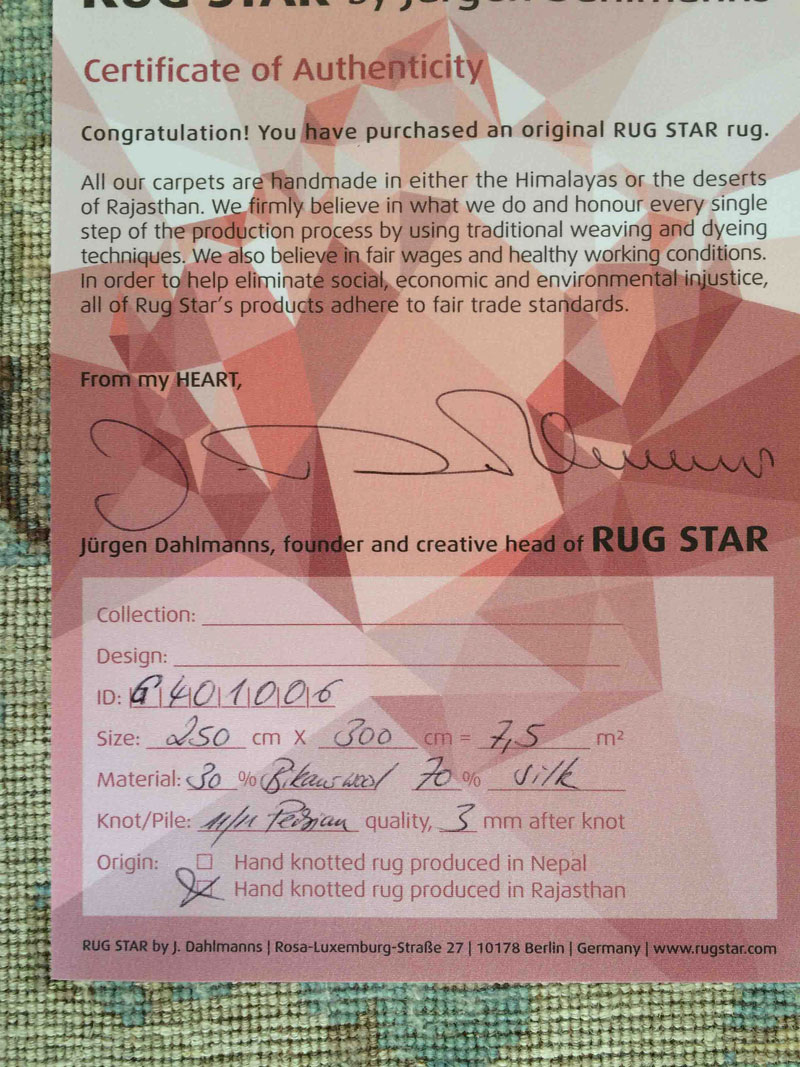 RUG STAR by Jürgen Dahlmanns
Certificate of Authenticity
Congratulation! You have purchased an original RUG STAR rug.
All our carpets are handmade in either the Himalayas or the deserts
of Rajasthan. We firmly believe in what we do and honour every single
step of the production process by using traditional weaving and dyeing
techniques. We also believe in fair wages and healthy working conditions.
In order to help eliminate social, economic and environmental injustice,
all of Rug Star's products adhere to fair trade standards.
From my HEART,
Jürgen Dahlmanns, founder and creative head of RUG STAR
Collection:
Design:
ID: 6401006
Size: 250 cm X 300 cm = 7,5 m²
Material: 30 % wool 70 % silk
Knot/Pile: 11/11 Persian quality, 3 mm after knot
Origin: Hand knotted rug produced in Nepal
Hand knotted rug produced in Rajasthan
RUG STAR by J. Dahlmanns | Rosa-Luxemburg-Straße 27 | 10178 Berlin | Germany | www.rugstar.com